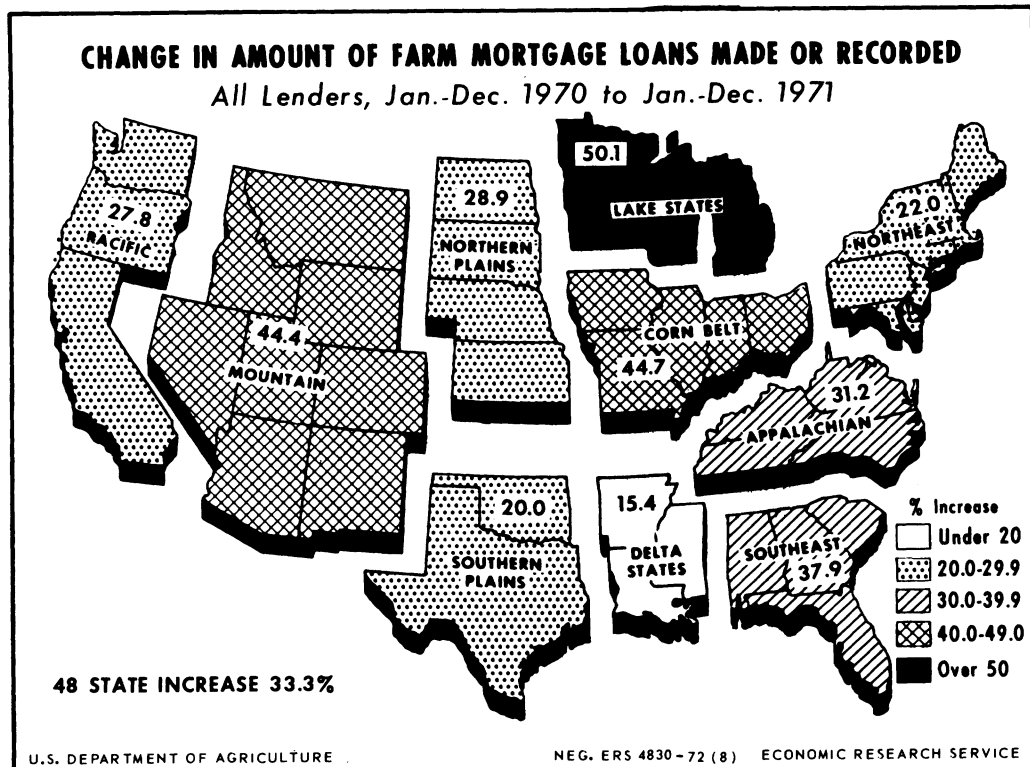 CHANGE IN AMOUNT OF FARM MORTGAGE LOANS MADE OR RECORDED
All Lenders, Jan.-Dec. 1970 to Jan.-Dec. 1971
27.8
PACIFIC
44.4
MOUNTAIN
28.9
NORTHERN
PLAINS
50.1
LAKE STATES
22.0
NORTHEAST
CORN BELT
44.7
31.2
APPALACHIAN
20.0
SOUTHERN
PLAINS
15.4
DELTA
STATES
SOUTHEAST
37.9
% Increase
Under 20
20.0-29.9
30.0-39.9
40.0-49.0
Over 50
48 STATE INCREASE 33.3%
U.S. DEPARTMENT OF AGRICULTURE NEG. ERS 4830-72 (8) ECONOMIC RESEARCH SERVICE